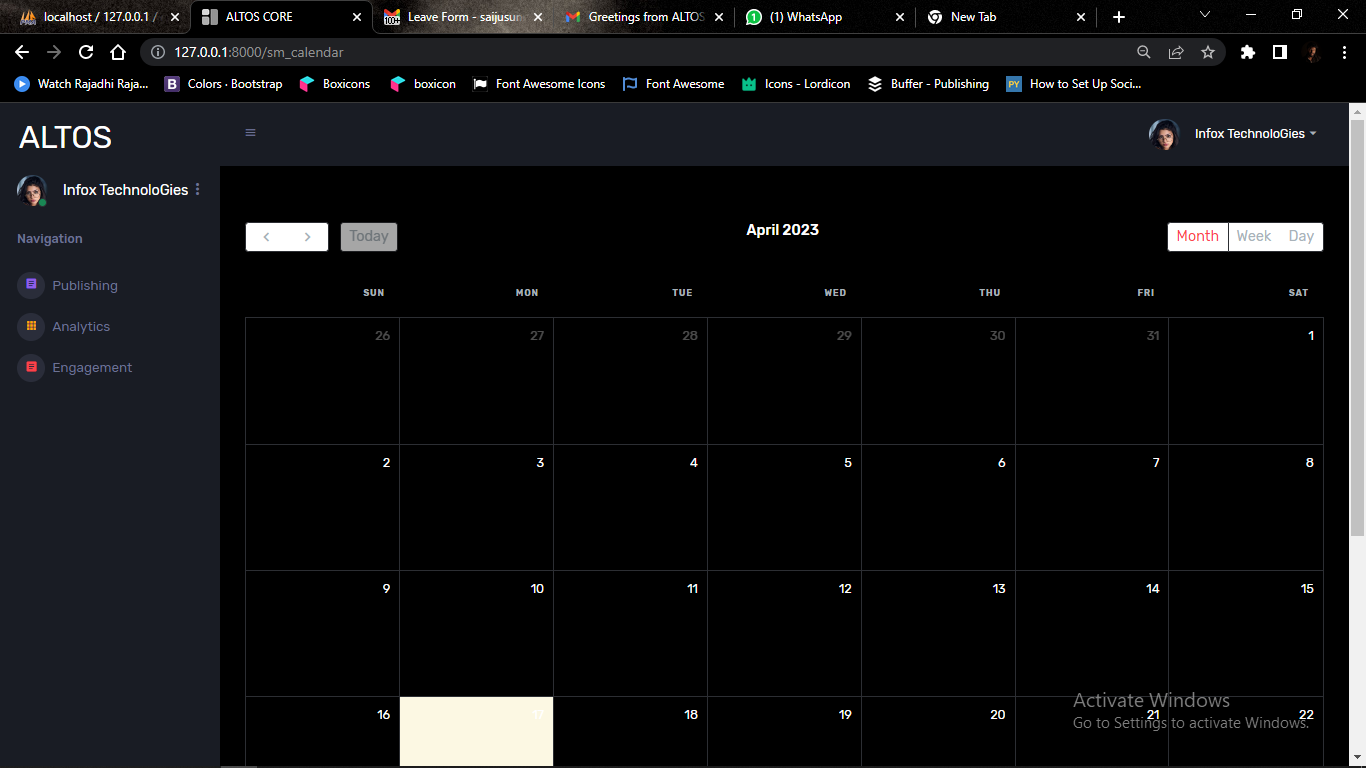 localhost / 127.0.0.1 /
ALTOS CORE
Leave Form - saijusun
Greetings from ALTOS
(1) WhatsApp
New Tab
127.0.0.1:8000/sm_calendar
Watch Rajadhi Raja...
Colors · Bootstrap
Boxicons
boxicon
Font Awesome Icons
Font Awesome
Icons - Lordicon
Buffer - Publishing
How to Set Up Soci...
ALTOS
Infox TechnoloGies
Infox TechnoloGies
Navigation
Publishing
Analytics
Engagement
Today
April 2023
Month Week Day
SUN MON TUE WED THU FRI SAT
26 27 28 29 30 31 1
2 3 4 5 6 7 8
9 10 11 12 13 14 15
16 17 18 19 20 21 22
Activate Windows
Go to Settings to activate Windows.